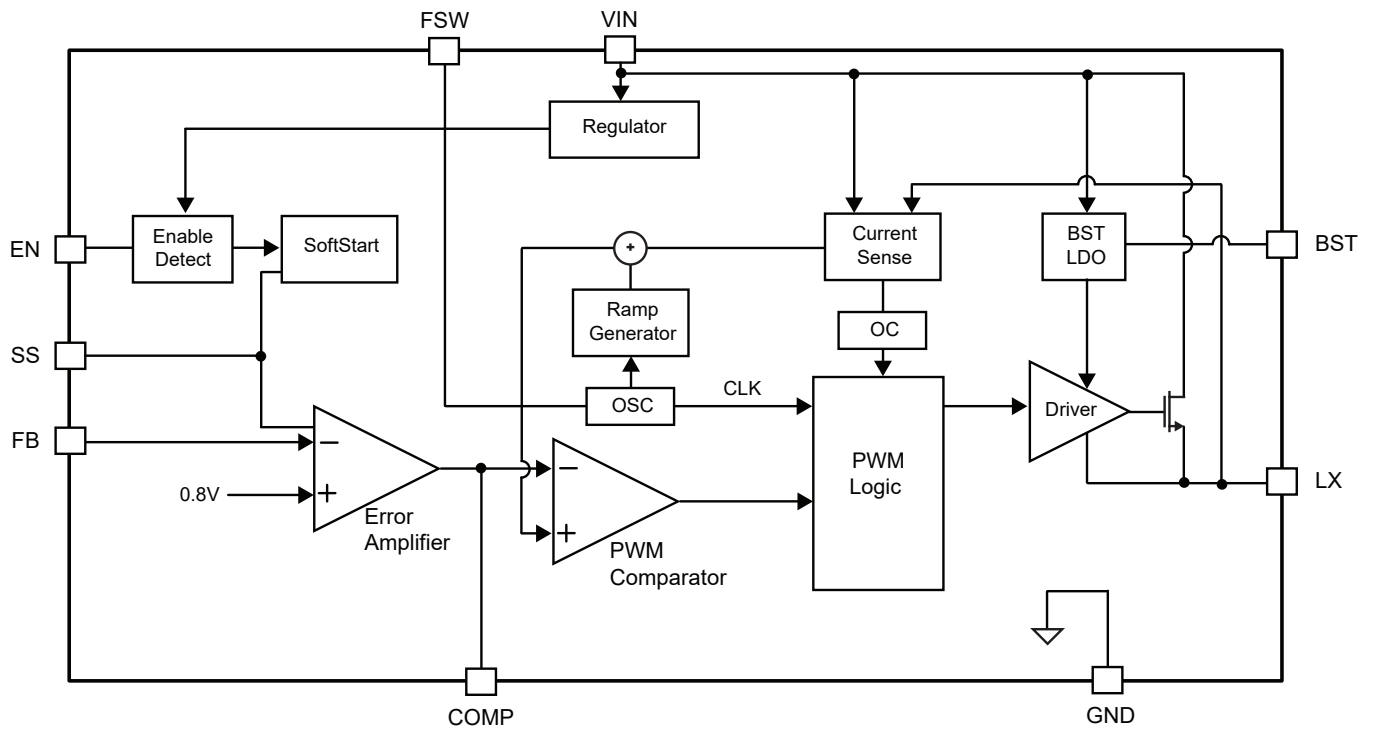 FSW
VIN
Regulator
EN
Enable
Detect
SoftStart
+
Current
Sense
BST
LDO
BST
Ramp
Generator
OC
SS
OSC
CLK
Driver
FB
−
0.8V
+
Error
Amplifier
−
+
PWM
Comparator
PWM
Logic
LX
COMP
GND